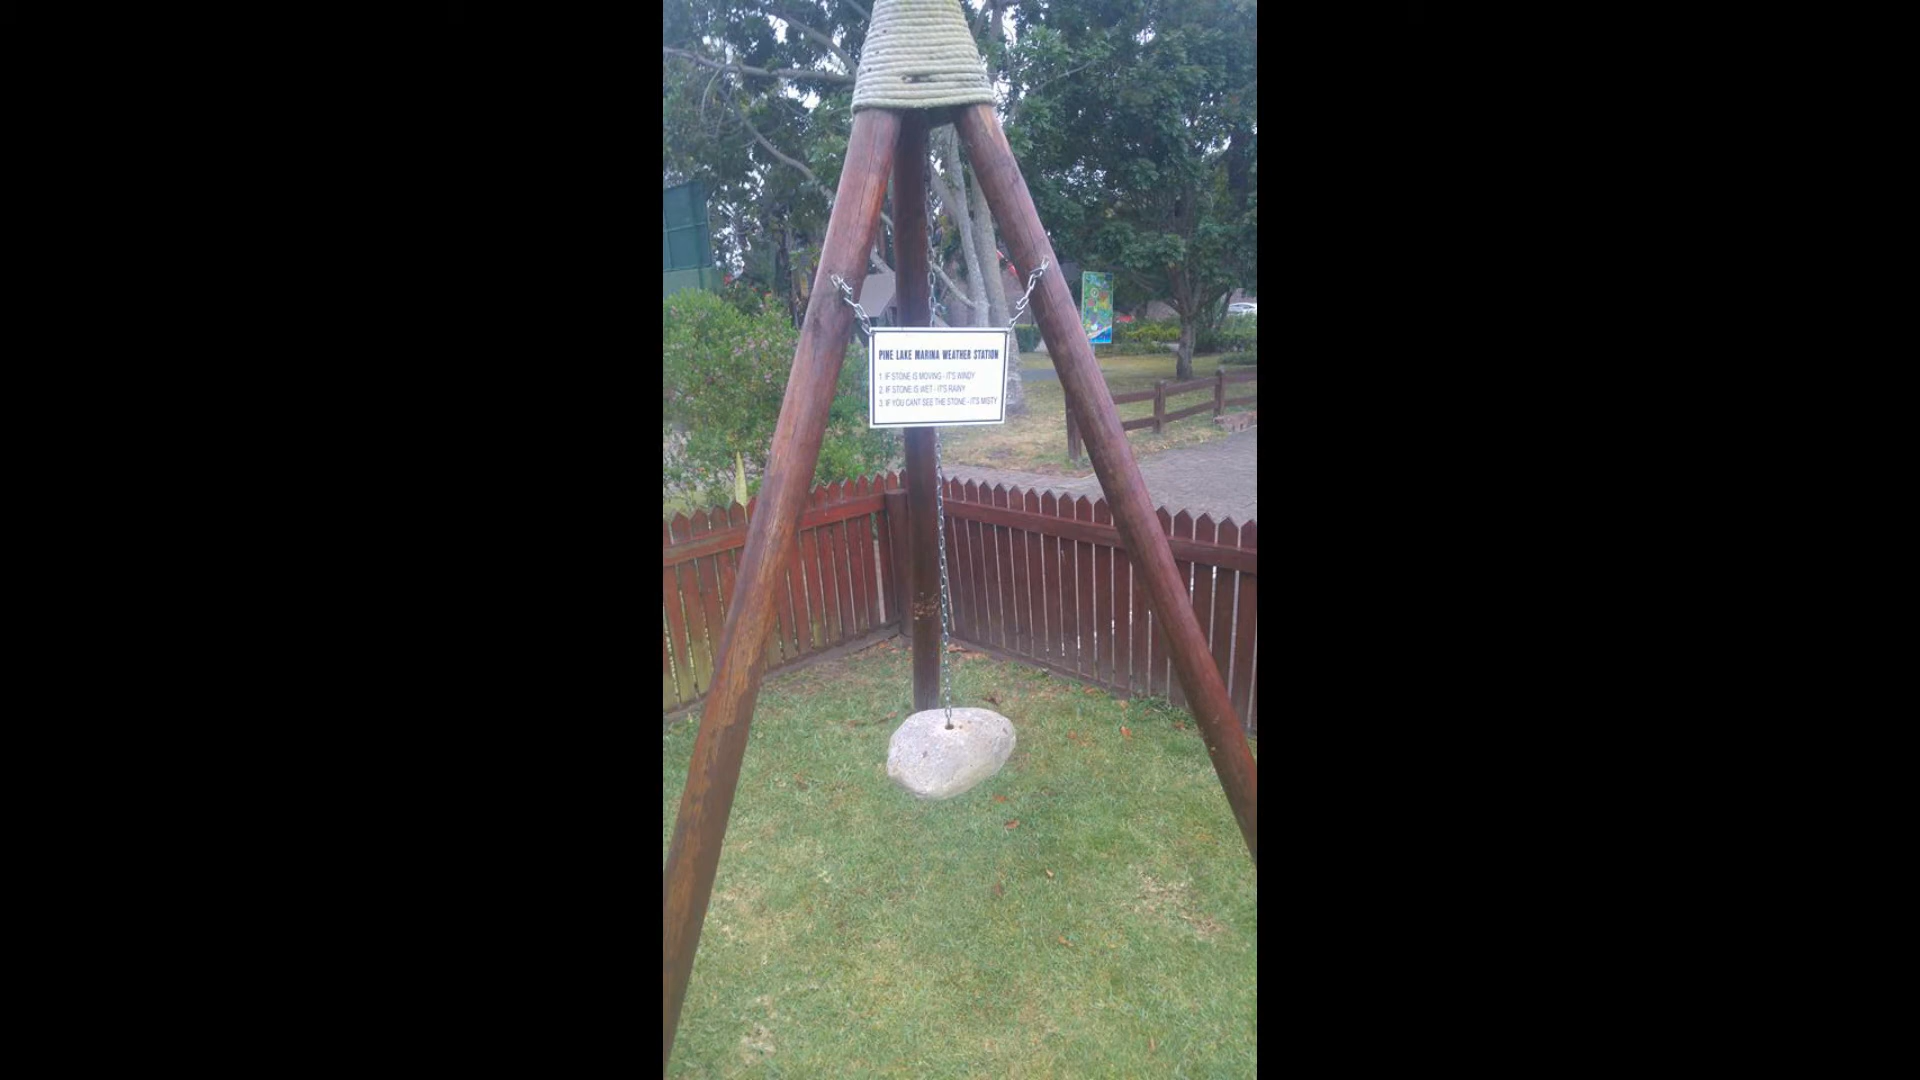 PINE LAKE MARINA WEATHER STATION
1. IF STONE IS MOVING - IT'S WINDY
2. IF STONE IS WET - IT'S RAINY
3. IF YOU CANT SEE THE STONE - IT'S MISTY